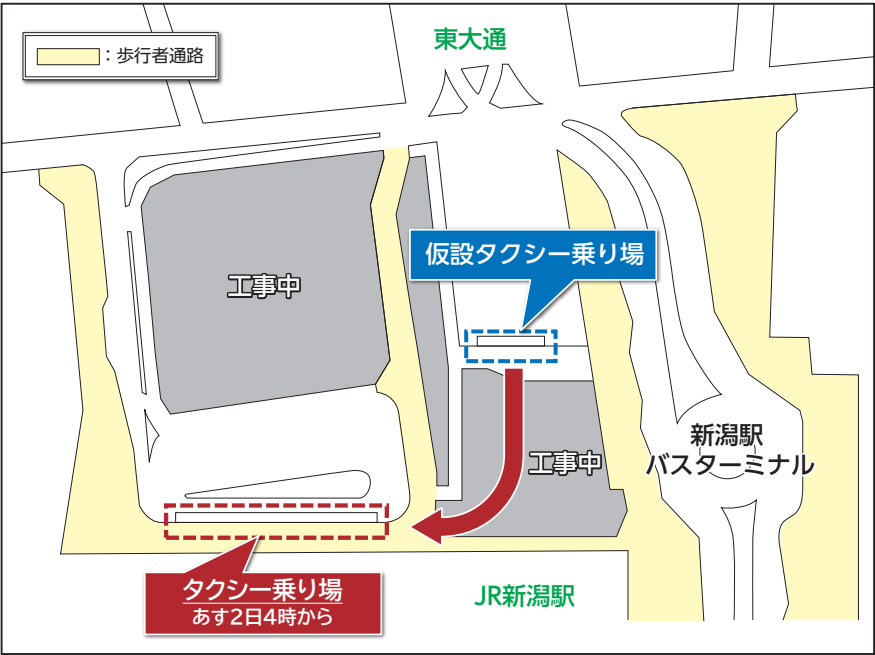 東大通
：歩行者通路
仮設タクシー乗り場
工事中
新潟駅
バスターミナル
工事中
タクシー乗り場
あす2日4時から
JR新潟駅